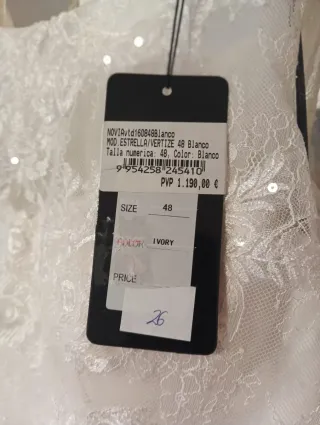 NOVIAvtd160848Blanco
MOD.ESTRELLA/VERTIZE 48 Blanco
Talla numerica: 48, Color: Blanco
9 954258 245410
PVP 1.190,00 €
SIZE 48
COLOR IVORY
PRICE
26